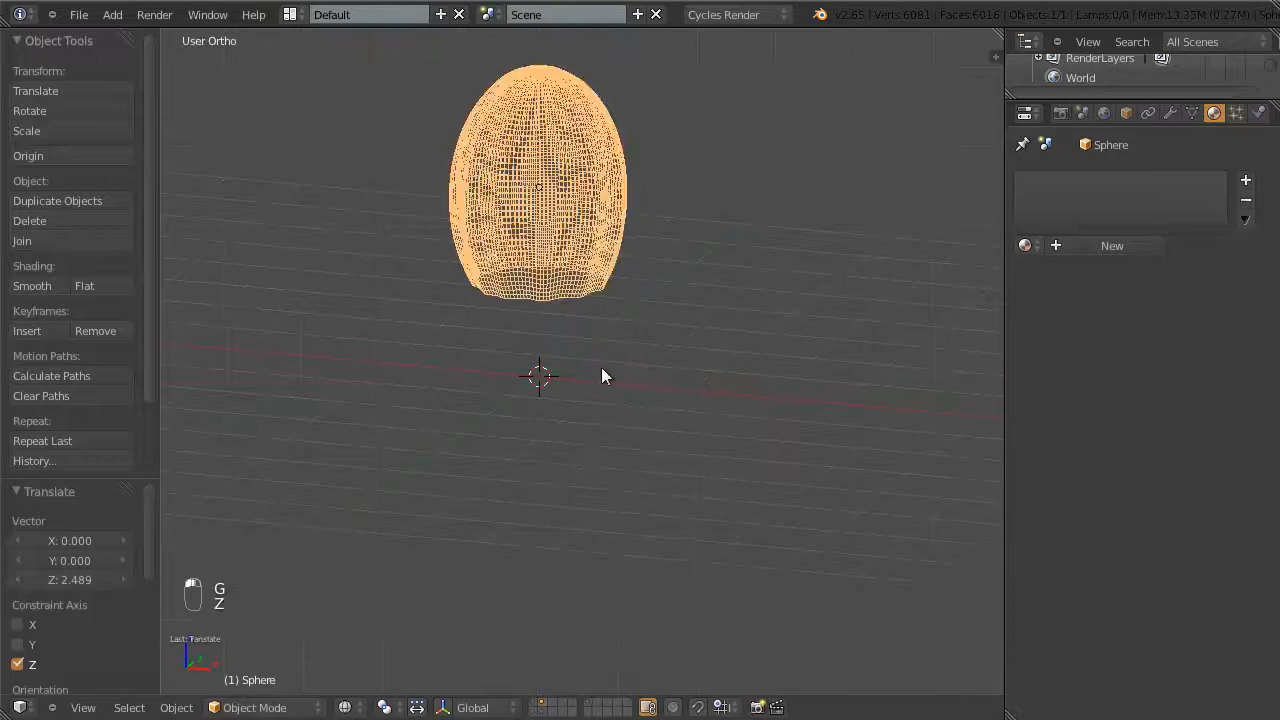 File Add Render Window Help Default Scene Cycles Render v2.65 | Verts:6081 | Faces:6016 | Objects:1/1 | Lamps:0/0 | Mem:13.33M (0.27M) | Sphe
Object Tools
User Ortho
View Search All Scenes
RenderLayers
World
Transform:
Translate
Rotate
Scale
Origin
Sphere
Object:
Duplicate Objects
Delete
Join
New
Shading:
Smooth Flat
Keyframes:
Insert Remove
Motion Paths:
Calculate Paths
Clear Paths
Repeat:
Repeat Last
History...
Translate
Vector
X: 0.000
Y: 0.000
Z: 2.489
G
Z
Constraint Axis
X
Y
Z
Last: Translate
Orientation
(1) Sphere
View Select Object Object Mode Global